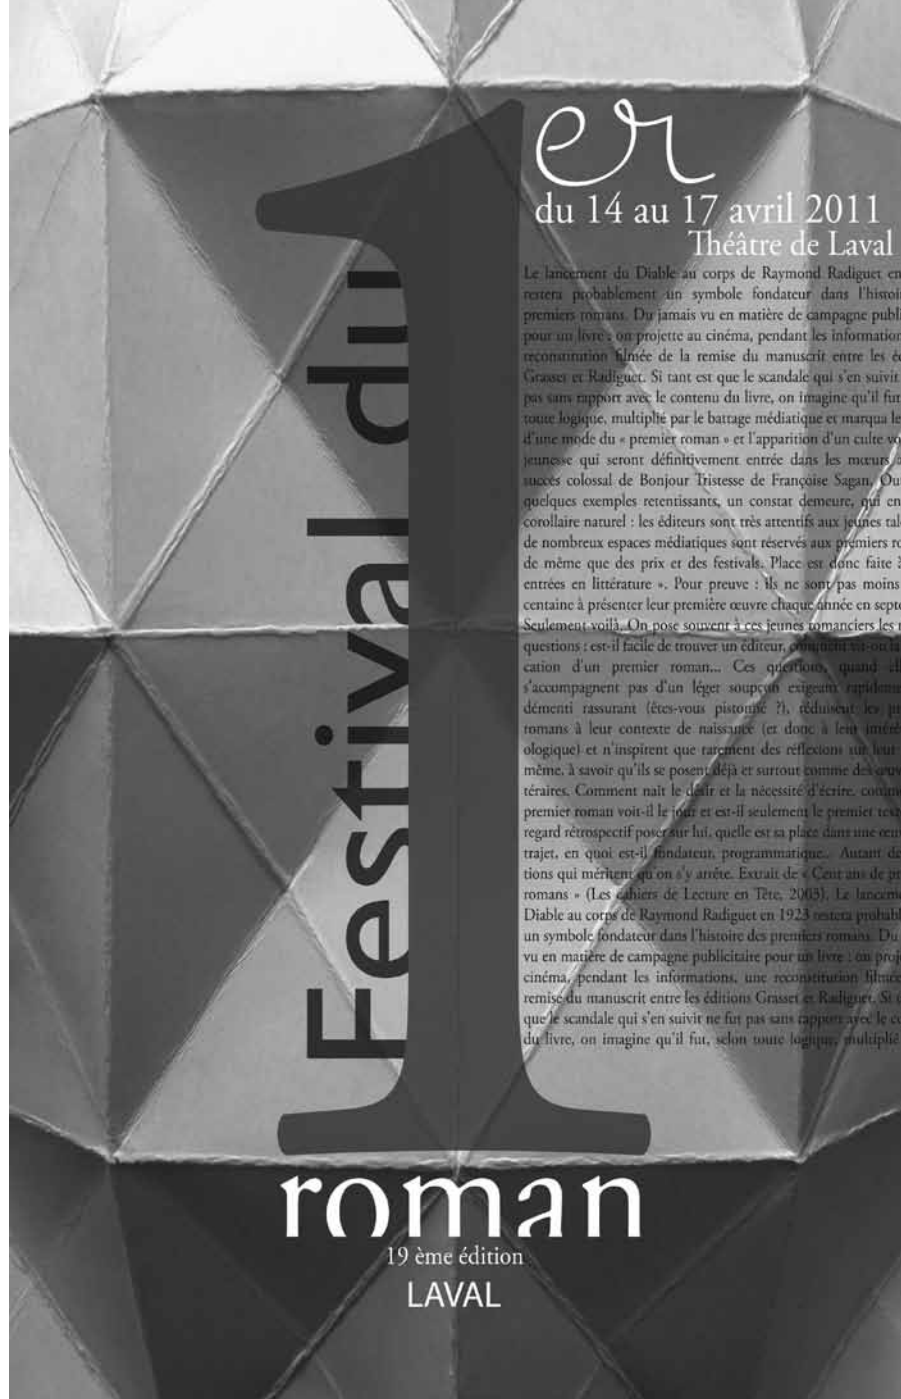 Festival du
1er
du 14 au 17 avril 2011
Théâtre de Laval
Le lancement du Diable au corps de Raymond Radiguet en
restera probablement un symbole fondateur dans l'histoi
premiers romans. Du jamais vu en matière de campagne publi
pour un livre : on projette au cinéma, pendant les information
reconstitution filmée de la remise du manuscrit entre les é
Grasset et Radiguet. Si tant est que le scandale qui s'en suivit
pas sans rapport avec le contenu du livre, on imagine qu'il fut
toute logique, multiplié par le battage médiatique et marqua le
d'une mode du « premier roman » et l'apparition d'un culte vo
jeunesse qui seront définitivement entrée dans les mœurs a
succès colossal de Bonjour Tristesse de Françoise Sagan. Ou
quelques exemples retentissants, un constat demeure, qui en
corollaire naturel : les éditeurs sont très attentifs aux jeunes tal
de nombreux espaces médiatiques sont réservés aux premiers ro
de même que des prix et des festivals. Place est donc faite
entrées en littérature ». Pour preuve : ils ne sont pas moins
centaine à présenter leur première œuvre chaque année en septe
Seulement voilà. On pose souvent à ces jeunes romanciers les
questions : est-il facile de trouver un éditeur, comment vit-on la
cation d'un premier roman... Ces questions, quand
s'accompagnent pas d'un léger soupçon exigeant
démenti rassurant (êtes-vous pistonné ?), réduisent les
romans à leur contexte de naissance (et donc à leur
ologique) et n'inspirent que rarement des réflexions sur leur
même, à savoir qu'ils se posent déjà et surtout comme des
téraires. Comment naît le désir et la nécessité d'écrire,
premier roman voit-il le jour et est-il seulement le premier
regard rétrospectif poser sur lui, quelle est sa place dans une
trajet, en quoi est-il fondateur, programmatique... Autant de
tions qui méritent qu'on s'y arrête. Extrait de « Cent ans de
romans » (Les cahiers de Lecture en Tête, 2003). Le lancem
Diable au corps de Raymond Radiguet en 1923 restera probabl
un symbole fondateur dans l'histoire des premiers romans. Du
vu en matière de campagne publicitaire pour un livre : on proj
cinéma, pendant les informations, une reconstitution filmée
remise du manuscrit entre les éditions Grasset et Radiguet. Si
que le scandale qui s'en suivit ne fut pas sans rapport avec le c
du livre, on imagine qu'il fut, selon toute logique, multiplié
roman
19 ème édition
LAVAL